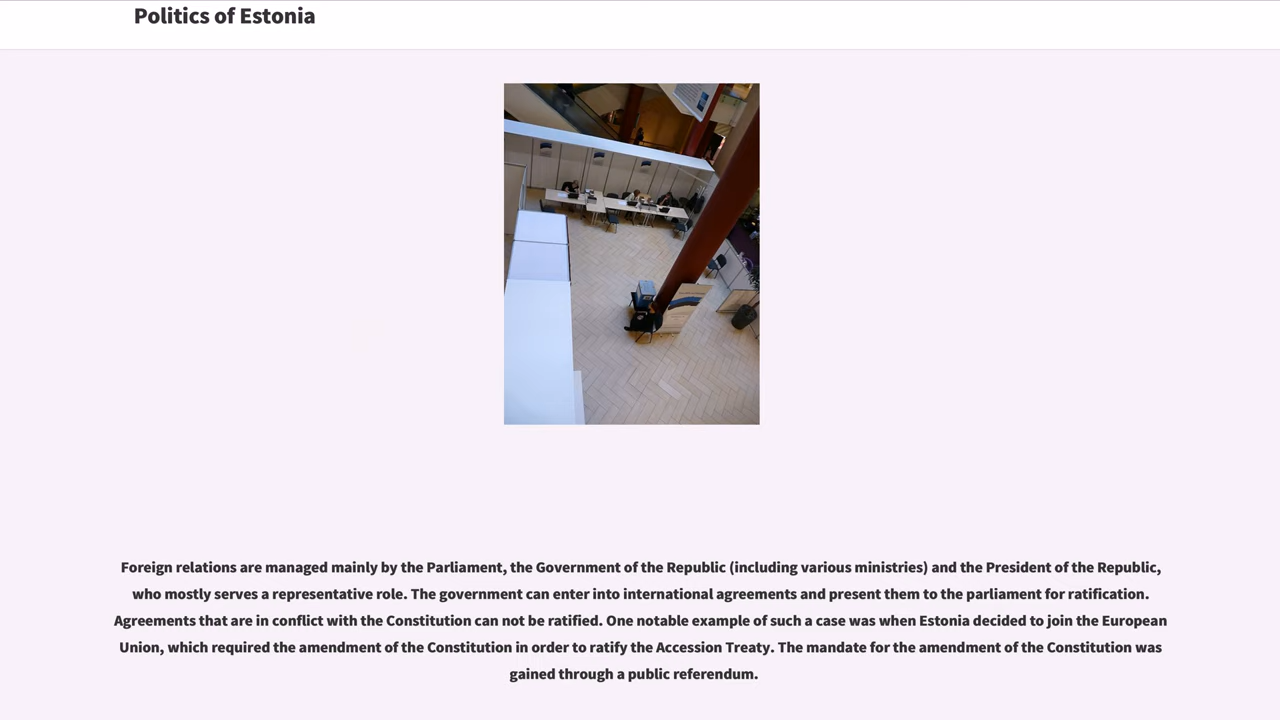 Politics of Estonia
Foreign relations are managed mainly by the Parliament, the Government of the Republic (including various ministries) and the President of the Republic,
who mostly serves a representative role. The government can enter into international agreements and present them to the parliament for ratification.
Agreements that are in conflict with the Constitution can not be ratified. One notable example of such a case was when Estonia decided to join the European
Union, which required the amendment of the Constitution in order to ratify the Accession Treaty. The mandate for the amendment of the Constitution was
gained through a public referendum.